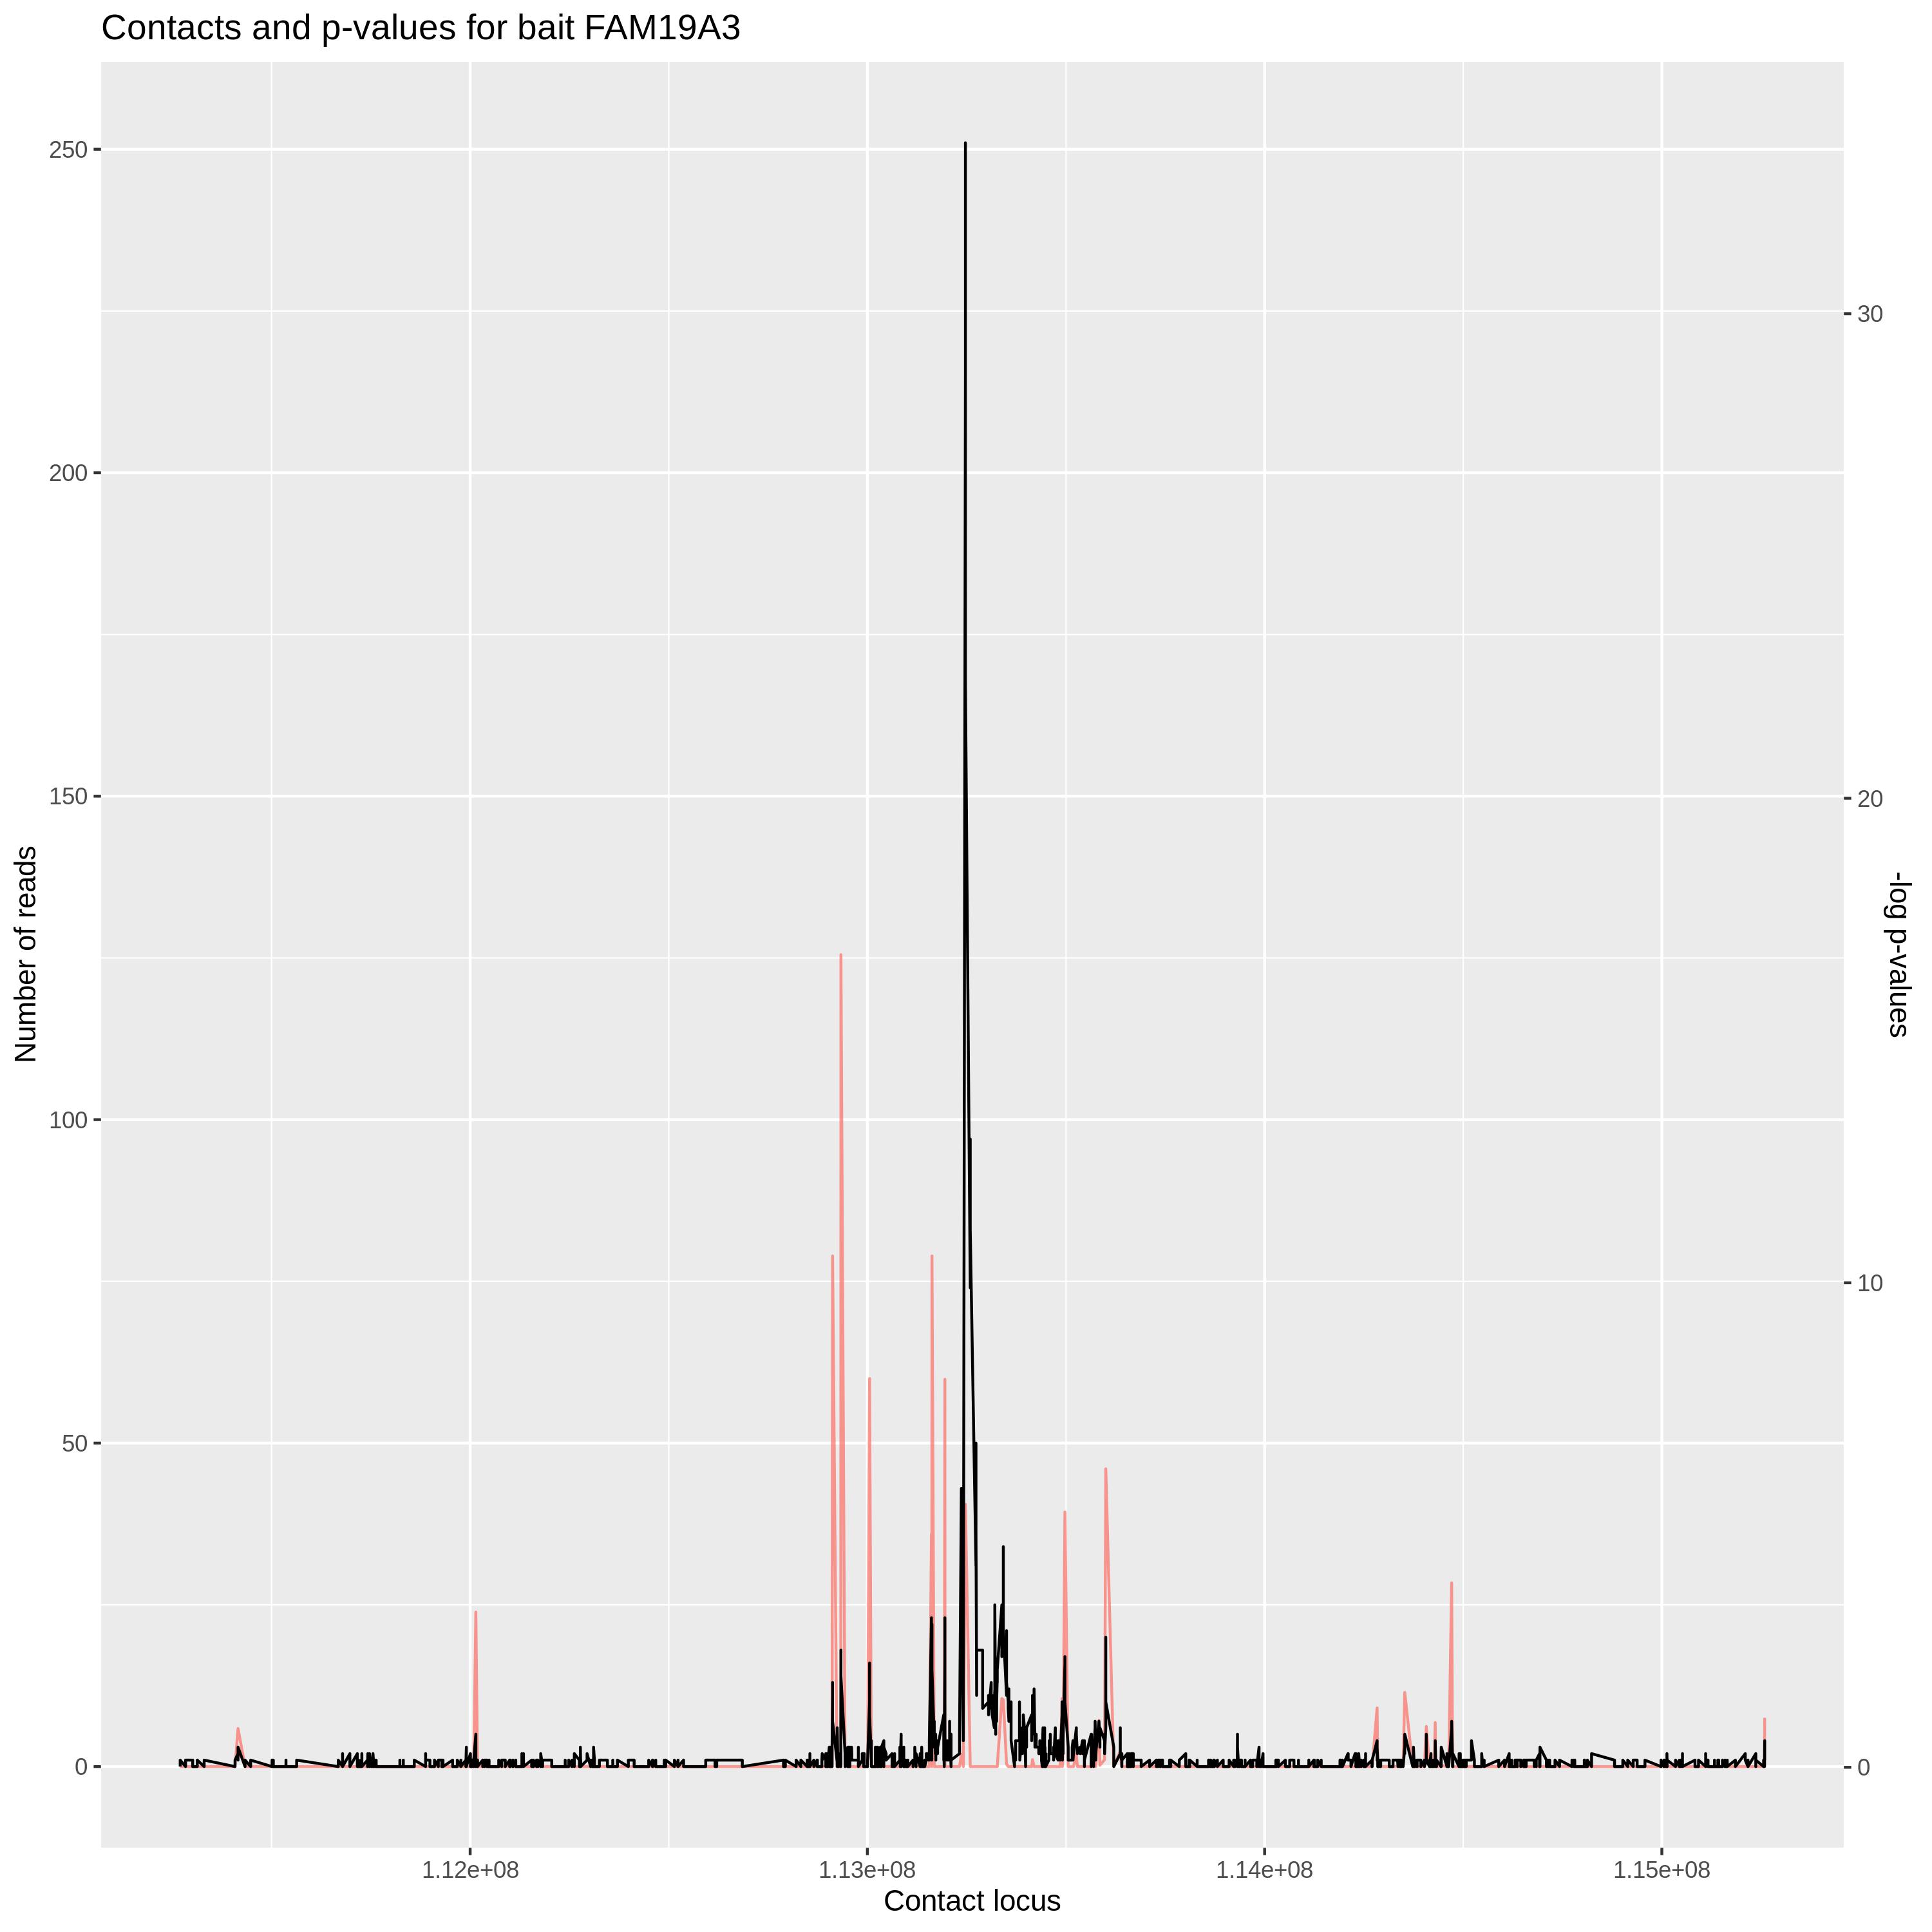 Contacts and p-values for bait FAM19A3
250
200
150
100
50
0
Number of reads
30
20
10
0
-log p-values
1.12e+08 1.13e+08 1.14e+08 1.15e+08
Contact locus